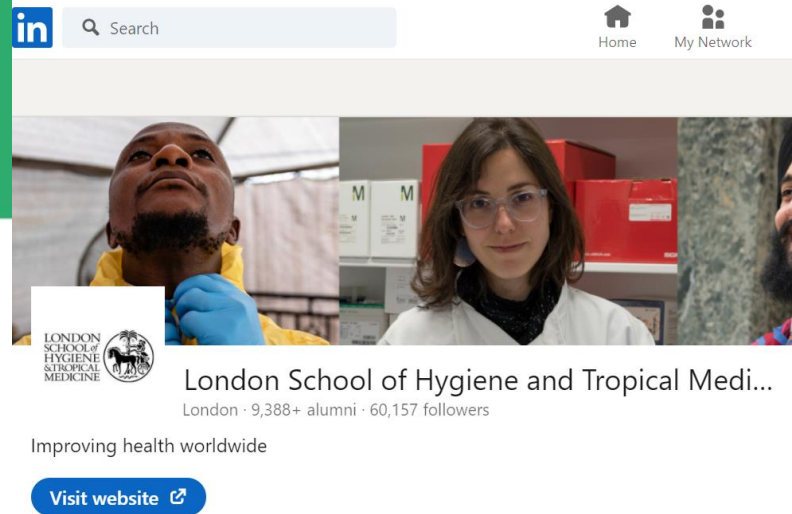 in
Search
Home
My Network
M
M
M
M
LONDON
SCHOOL of
HYGIENE
& TROPICAL
MEDICINE
London School of Hygiene and Tropical Medi...
London · 9,388+ alumni · 60,157 followers
Improving health worldwide
Visit website